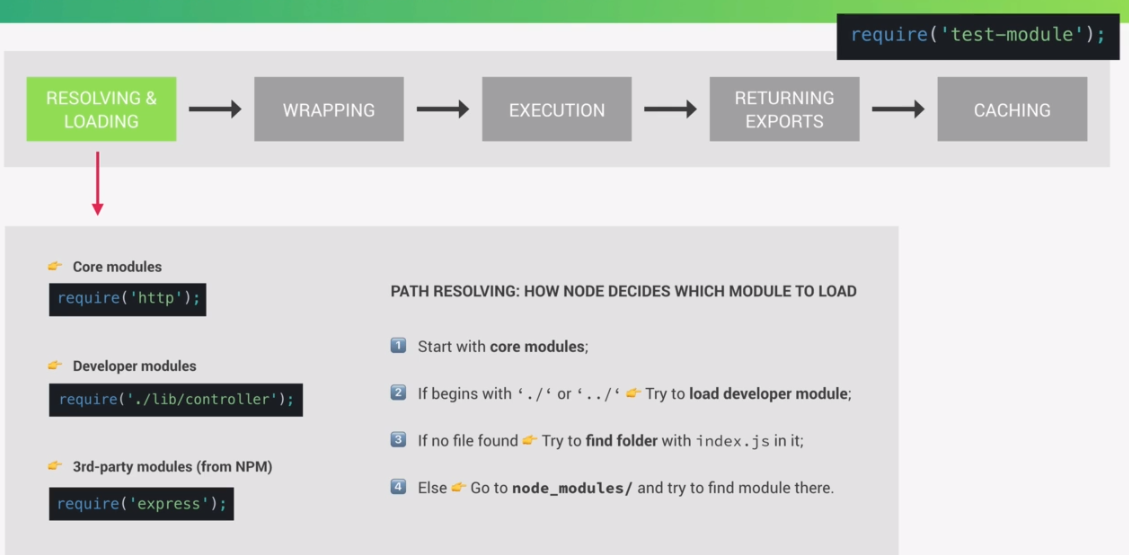 require('test-module');
RESOLVING &
LOADING
WRAPPING
EXECUTION
RETURNING
EXPORTS
CACHING
👉 Core modules
require('http');
👉 Developer modules
require('./lib/controller');
👉 3rd-party modules (from NPM)
require('express');
PATH RESOLVING: HOW NODE DECIDES WHICH MODULE TO LOAD
1 Start with core modules;
2 If begins with ‘./‘ or ‘../‘ 👉 Try to load developer module;
3 If no file found 👉 Try to find folder with index.js in it;
4 Else 👉 Go to node_modules/ and try to find module there.